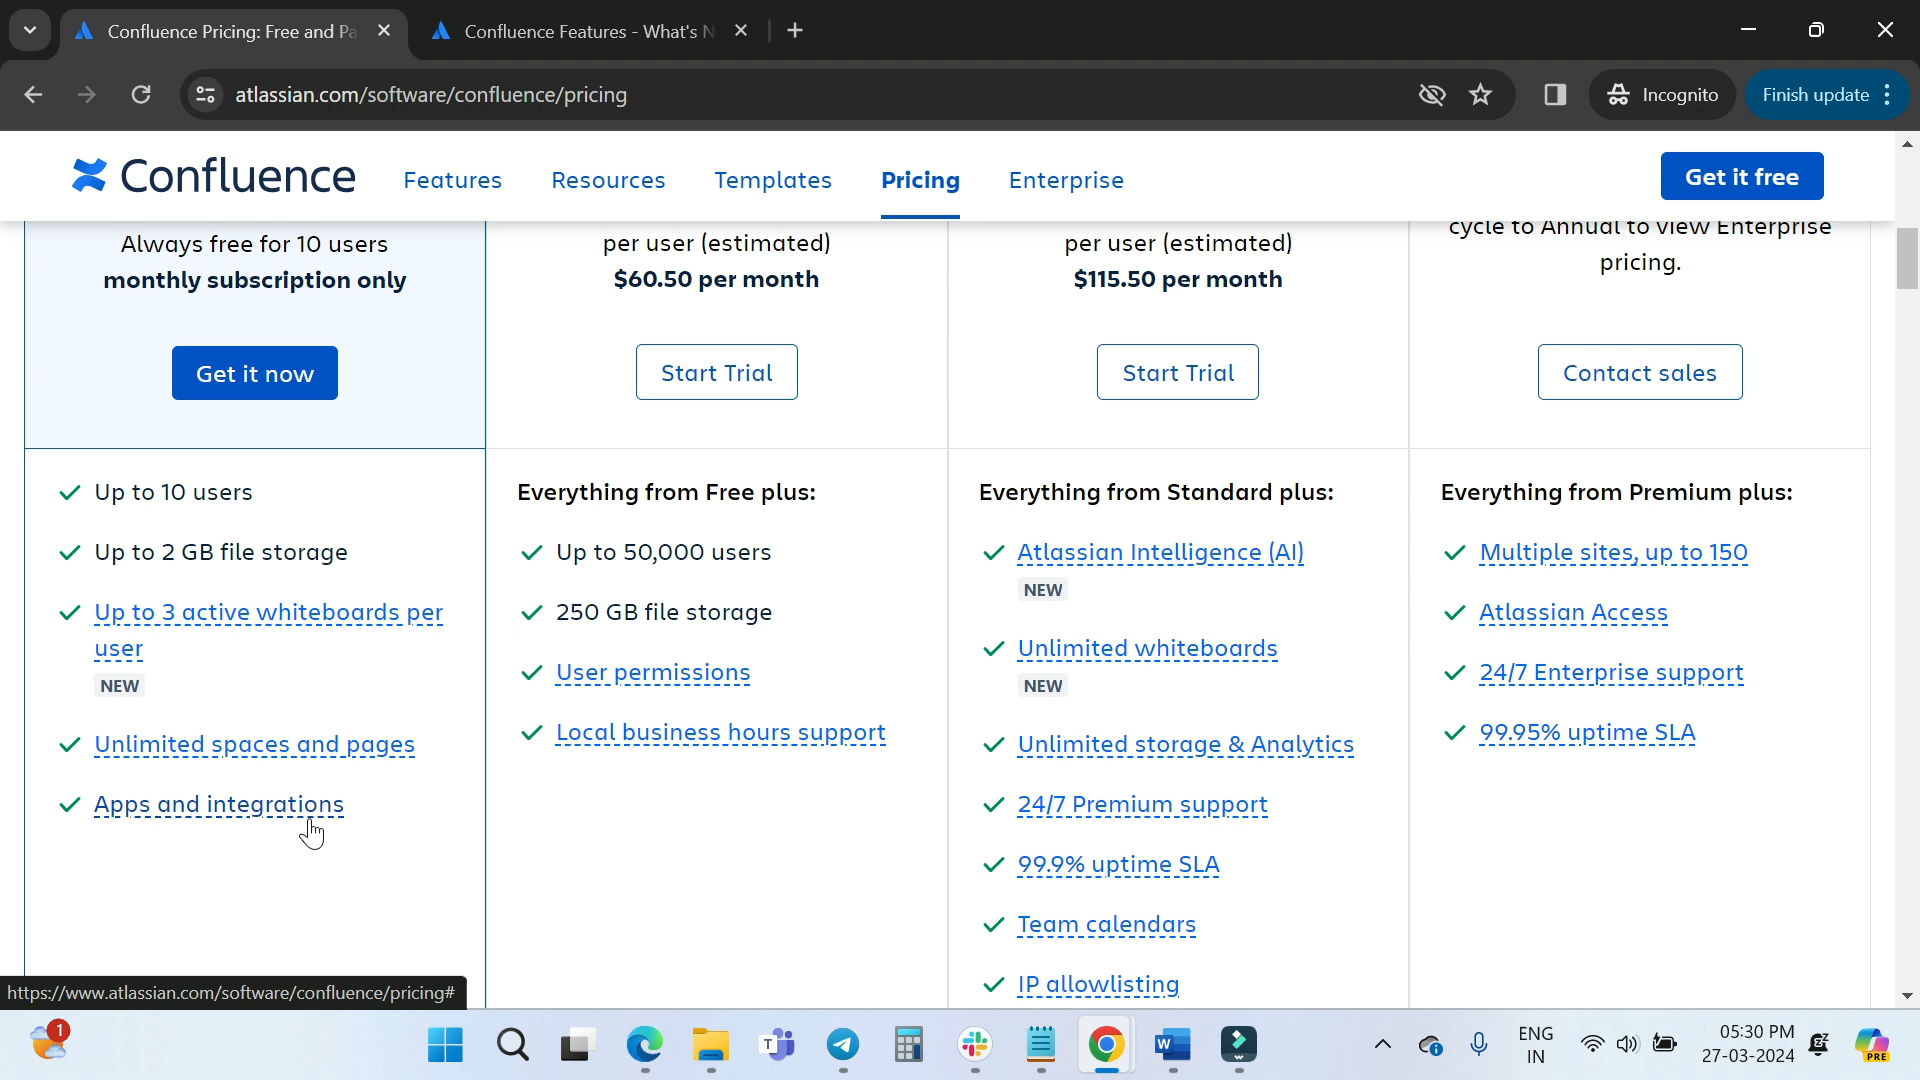 Confluence Pricing: Free and Pa
Confluence Features - What's N
atlassian.com/software/confluence/pricing
Incognito
Finish update
Confluence
Features
Resources
Templates
Pricing
Enterprise
Get it free
Always free for 10 users
monthly subscription only
Get it now
Up to 10 users
Up to 2 GB file storage
Up to 3 active whiteboards per
user
NEW
Unlimited spaces and pages
Apps and integrations
per user (estimated)
$60.50 per month
Start Trial
Everything from Free plus:
Up to 50,000 users
250 GB file storage
User permissions
Local business hours support
per user (estimated)
$115.50 per month
Start Trial
Everything from Standard plus:
Atlassian Intelligence (AI)
NEW
Unlimited whiteboards
NEW
Unlimited storage & Analytics
24/7 Premium support
99.9% uptime SLA
Team calendars
IP allowlisting
cycle to Annual to view Enterprise
pricing.
Contact sales
Everything from Premium plus:
Multiple sites, up to 150
Atlassian Access
24/7 Enterprise support
99.95% uptime SLA
https://www.atlassian.com/software/confluence/pricing#
1
ENG
IN
05:30 PM
27-03-2024
PRE